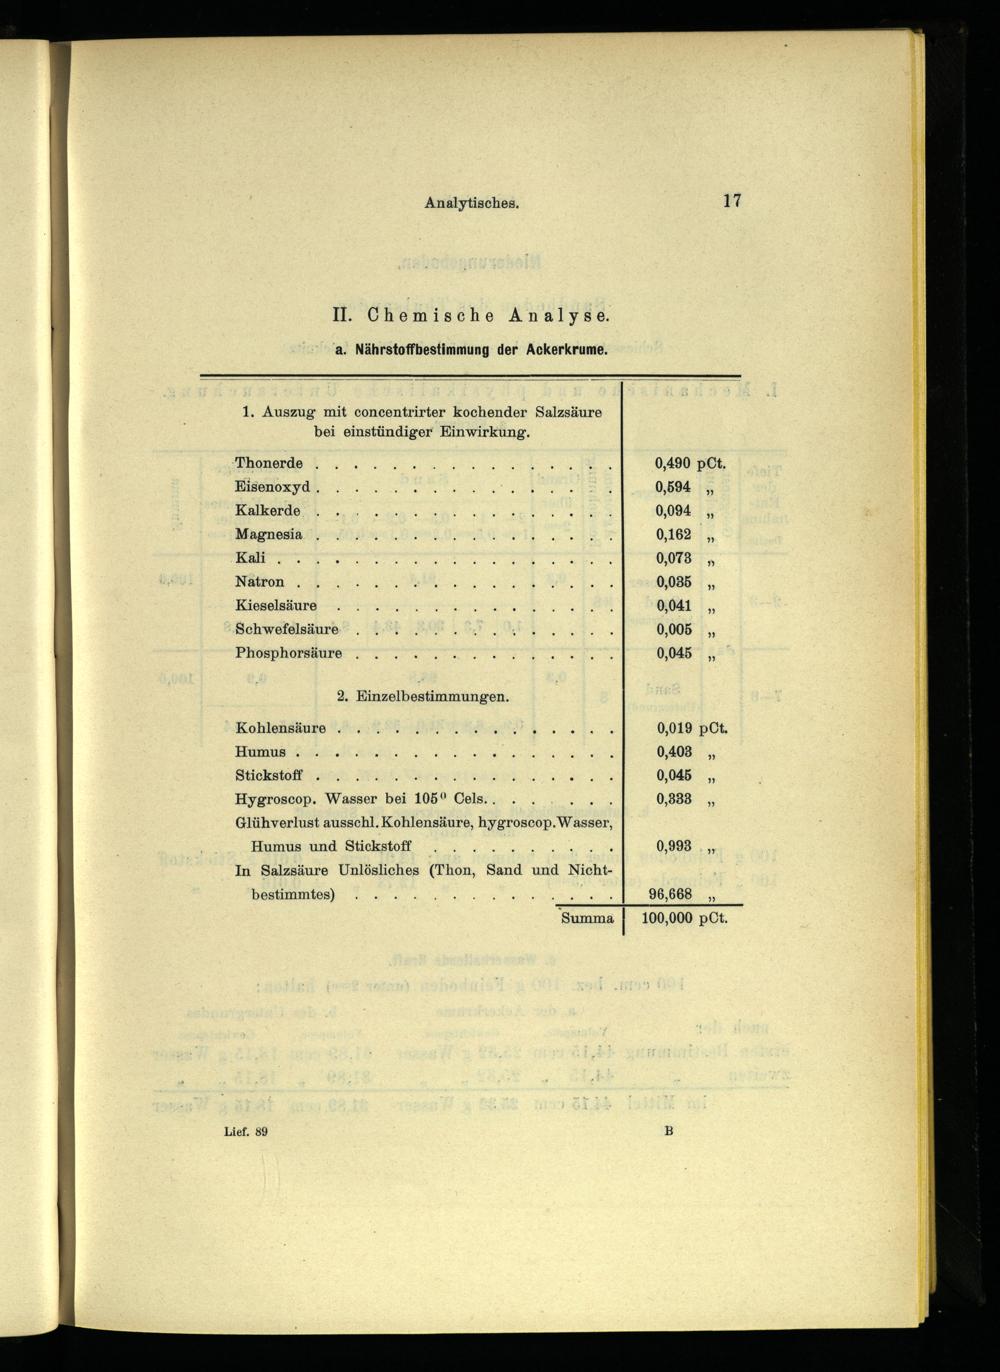 Analytisches. 17
II. Chemische Analyse.
a. Nährstoffbestimmung der Ackerkrume.
1. Auszug mit concentrirter kochender Salzsäure
bei einstündiger Einwirkung.
Thonerde . . . . . . . . . . . . . . . . 0,490 pCt.
Eisenoxyd . . . . . . . . . . . . . . . 0,594 „
Kalkerde . . . . . . . . . . . . . . . . 0,094 „
Magnesia . . . . . . . . . . . . . . . . 0,162 „
Kali . . . . . . . . . . . . . . . . . . 0,073 „
Natron . . . . . . . . . . . . . . . . . 0,035 „
Kieselsäure . . . . . . . . . . . . . . . 0,041 „
Schwefelsäure . . . . . . . . . . . . . . 0,005 „
Phosphorsäure . . . . . . . . . . . . . . 0,045 „
2. Einzelbestimmungen.
Kohlensäure . . . . . . . . . . . . . . . 0,019 pCt.
Humus . . . . . . . . . . . . . . . . . 0,403 „
Stickstoff . . . . . . . . . . . . . . . . 0,045 „
Hygroscop. Wasser bei 105° Cels. . . . . . . . 0,333 „
Glühverlust ausschl. Kohlensäure, hygroscop. Wasser,
Humus und Stickstoff . . . . . . . . . . 0,993 „
In Salzsäure Unlösliches (Thon, Sand und Nicht-
bestimmtes) . . . . . . . . . . . . . . 96,668 „
Summa 100,000 pCt.
Lief. 89 B